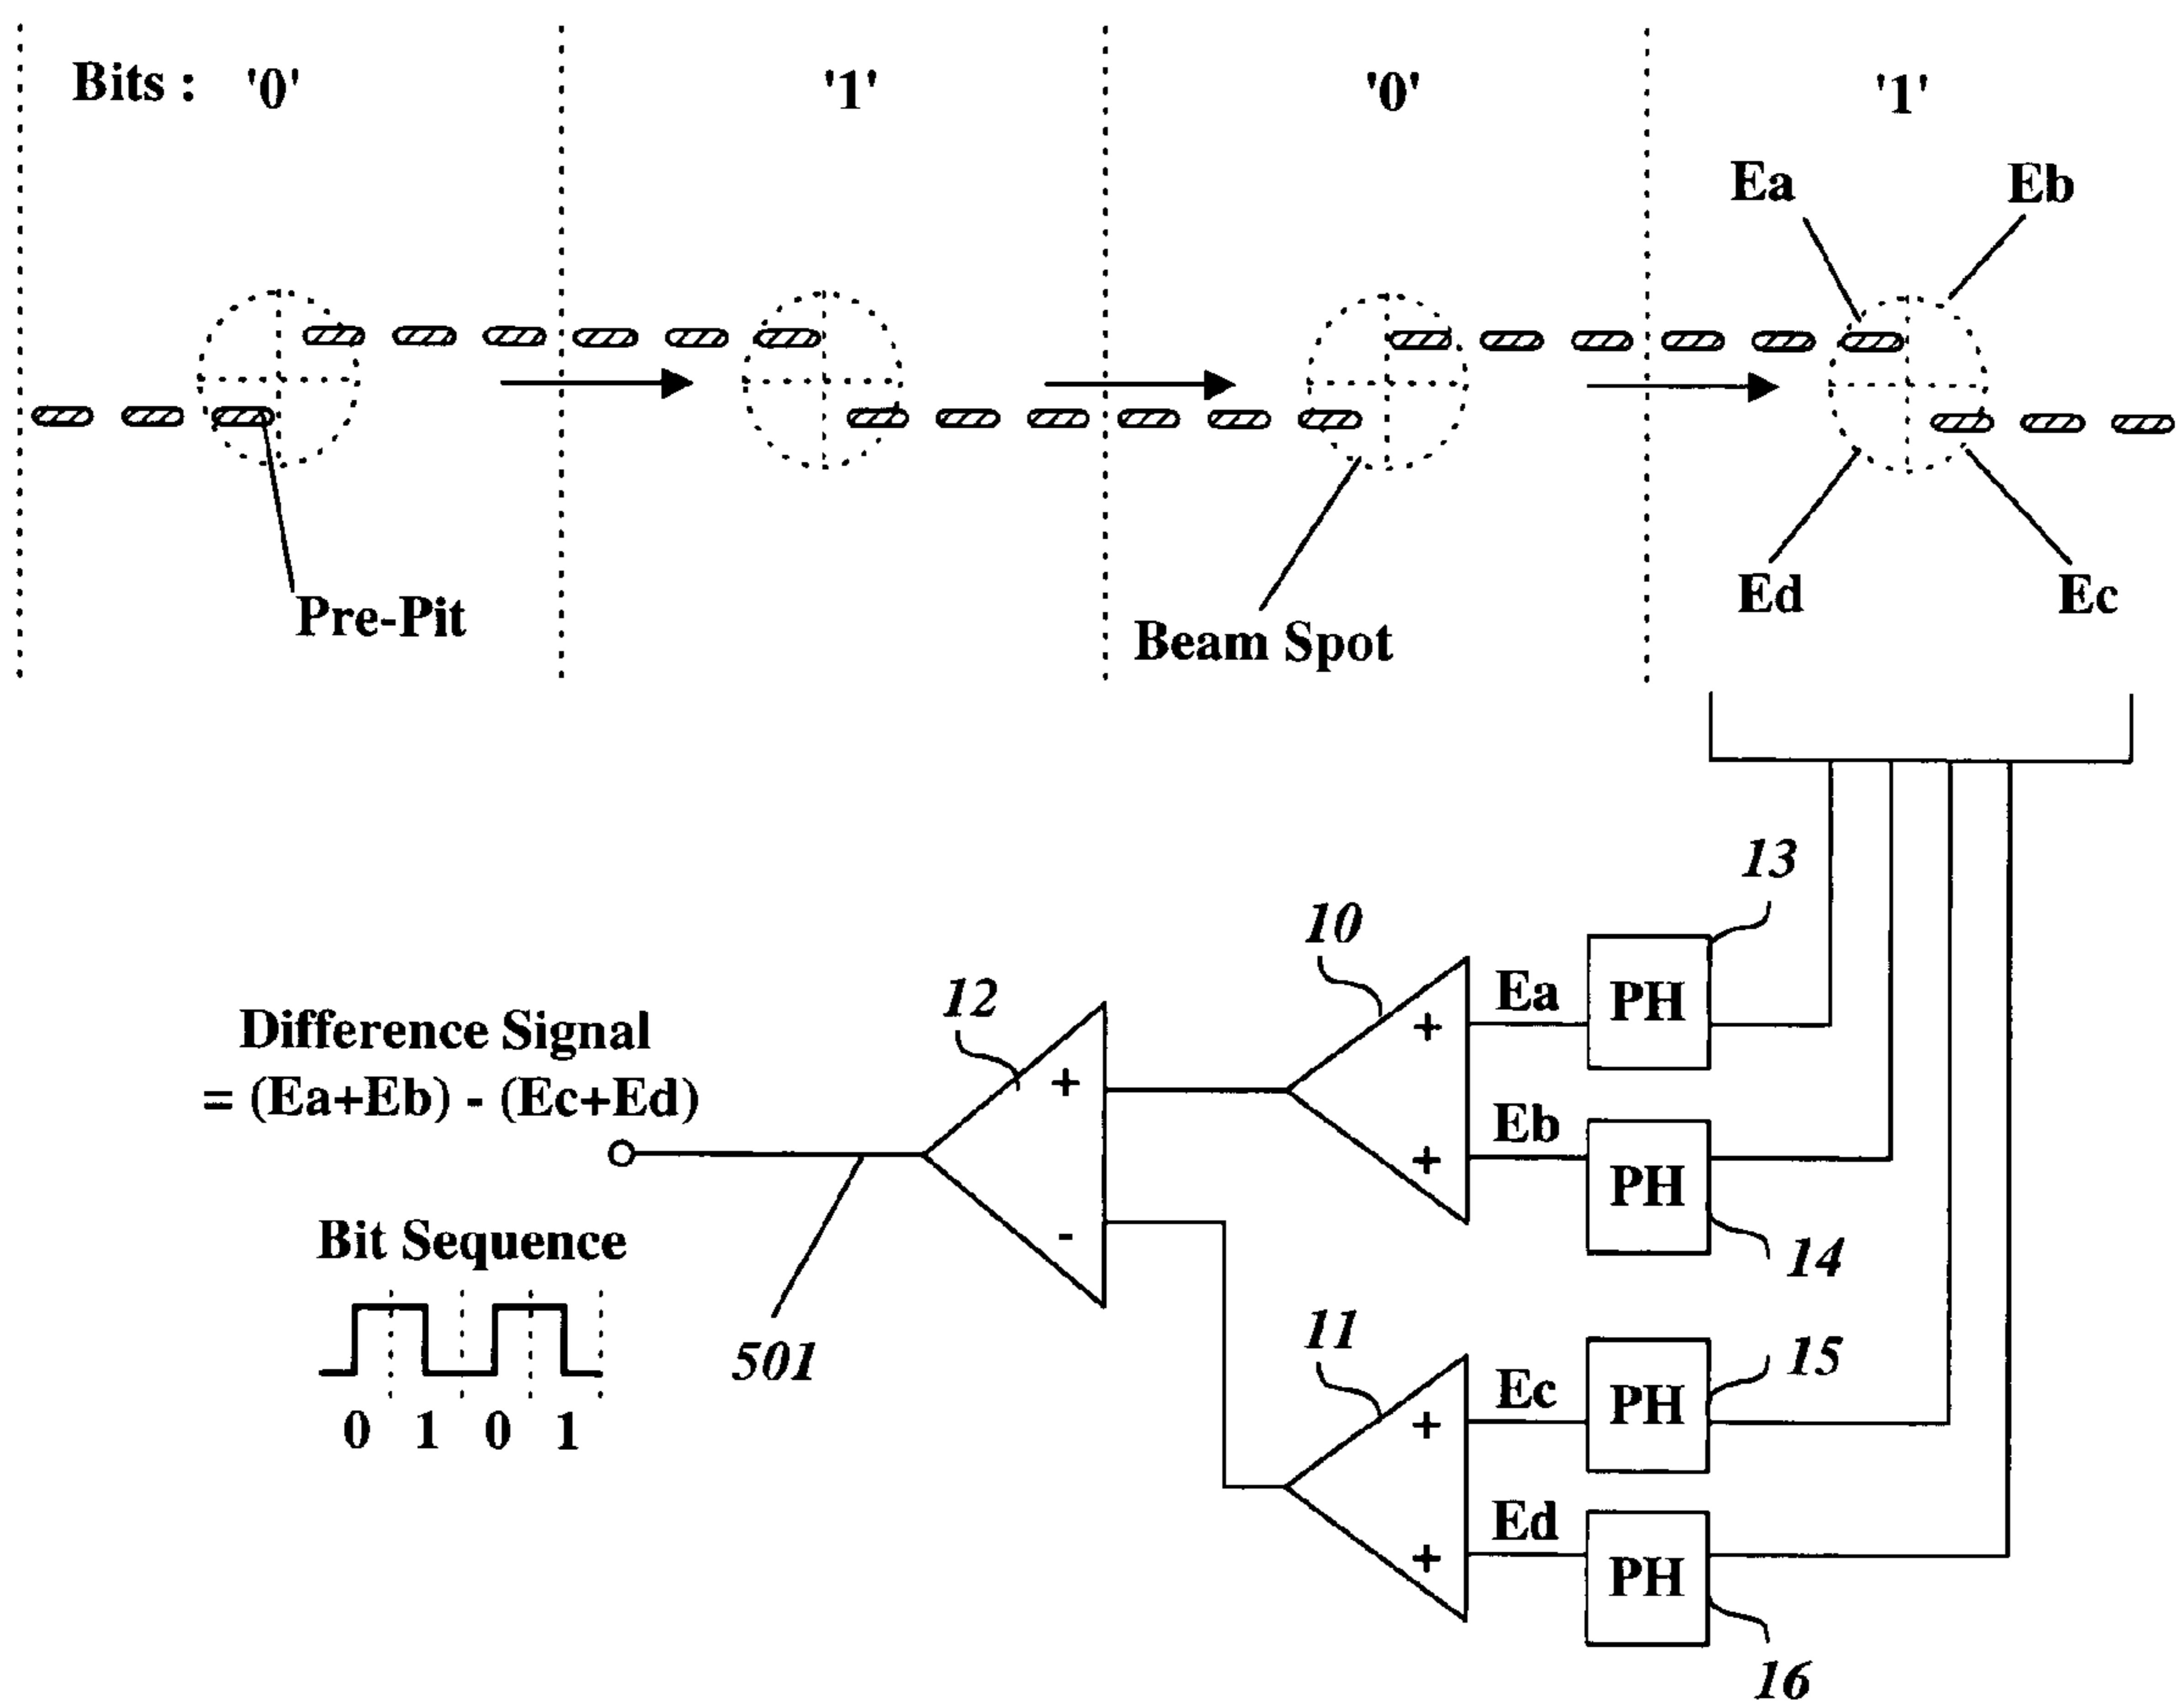 Bits : '0' '1' '0' '1'
Ea Eb
Ed Ec
Pre-Pit
Beam Spot
13
10
12
Ea
PH
Difference Signal
= (Ea+Eb) - (Ec+Ed)
+
+
Eb
+
PH
14
-
Bit Sequence
501
11
15
Ec
PH
+
0 1 0 1
Ed
+
PH
16